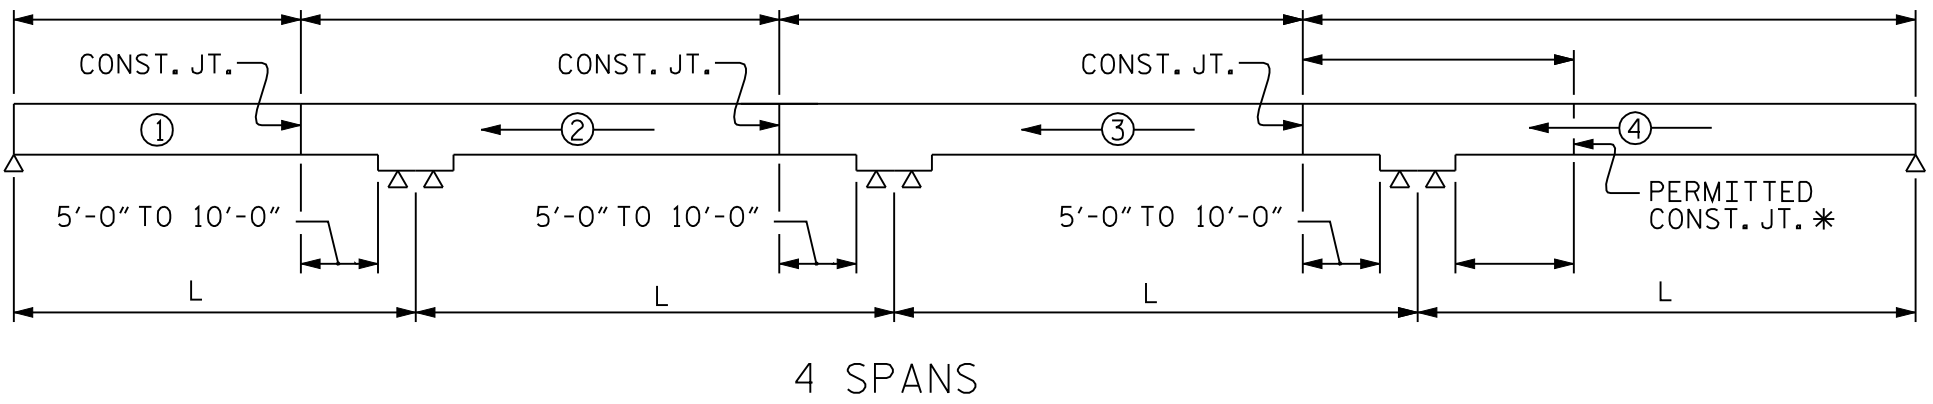 CONST. JT.
CONST. JT.
CONST. JT.
1
2
3
4
PERMITTED
CONST. JT. *
5'-0" TO 10'-0"
5'-0" TO 10'-0"
5'-0" TO 10'-0"
L
L
L
L
4 SPANS